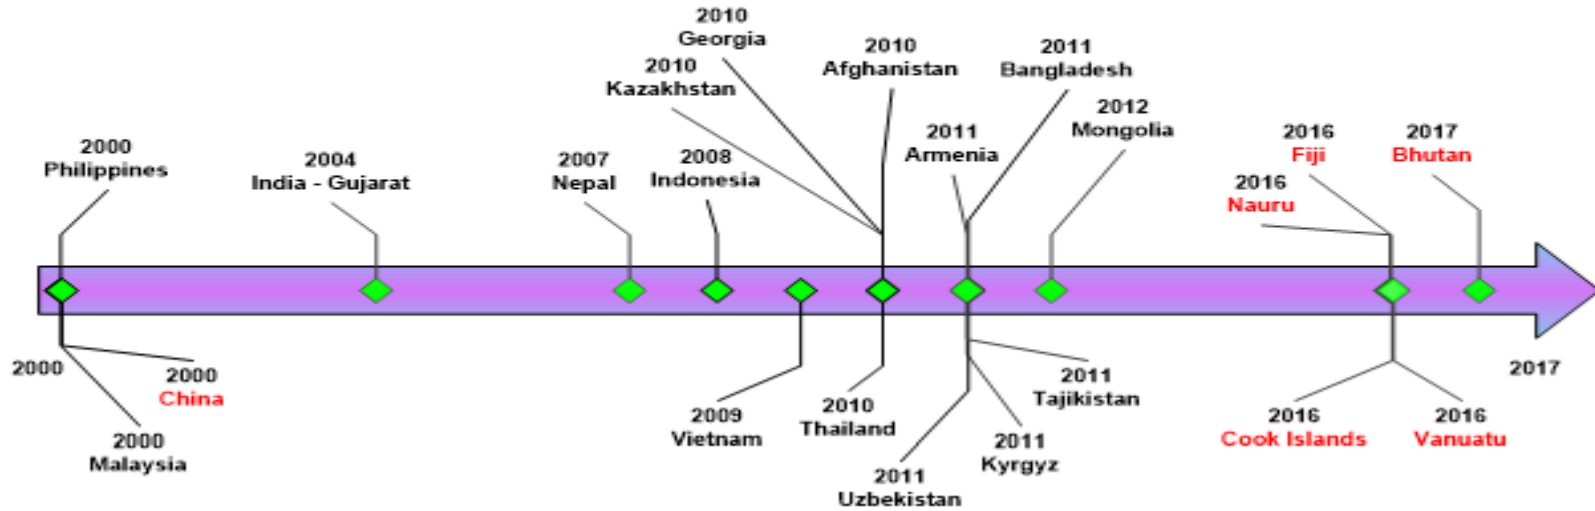 2010
Georgia
2010
Kazakhstan
2010
Afghanistan
2011
Bangladesh
2012
Mongolia
2000
Philippines
2004
India - Gujarat
2007
Nepal
2008
Indonesia
2011
Armenia
2016
Fiji
2017
Bhutan
2016
Nauru
2000
2000
China
2000
Malaysia
2009
Vietnam
2010
Thailand
2011
Uzbekistan
2011
Kyrgyz
2011
Tajikistan
2016
Cook Islands
2016
Vanuatu
2017